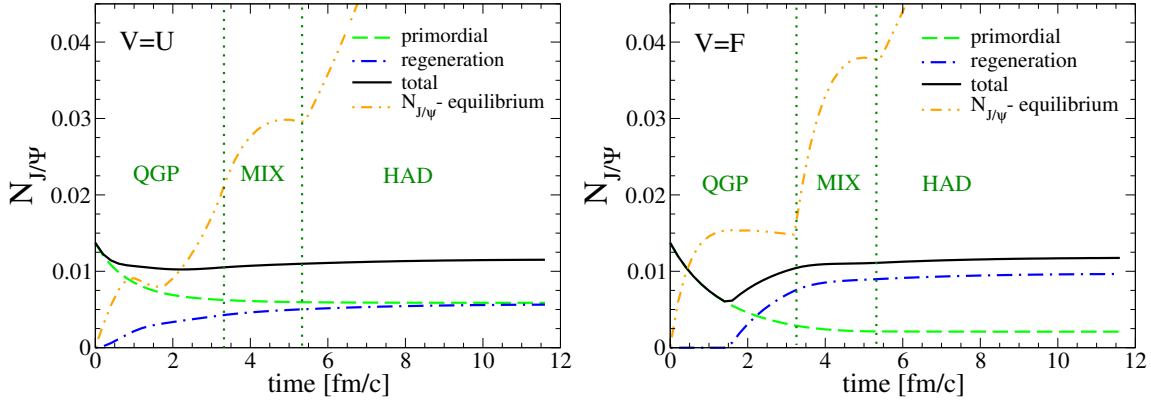 V=U
primordial
regeneration
total
N_{J/ψ}- equilibrium
QGP
MIX
HAD
N_{J/Ψ}
0
0.01
0.02
0.03
0.04
0 2 4 6 8 10 12
time [fm/c]
V=F
primordial
regeneration
total
N_{J/ψ}- equilibrium
QGP
MIX
HAD
N_{J/Ψ}
0
0.01
0.02
0.03
0.04
0 2 4 6 8 10 12
time [fm/c]